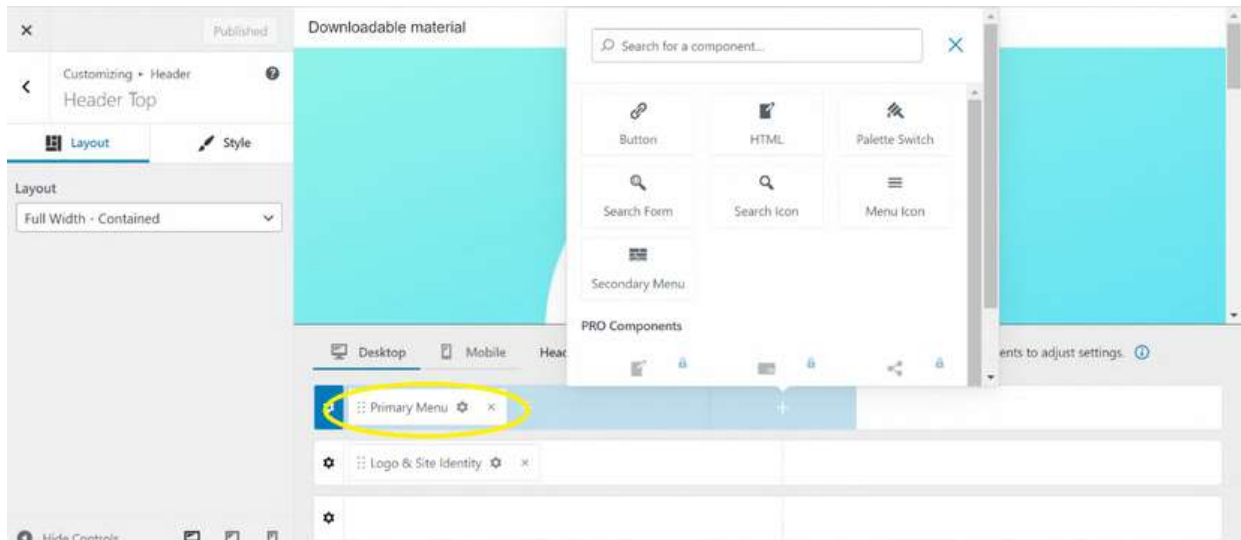 Published
Customizing • Header
Header Top
Layout
Style
Layout
Full Width - Contained
Hide Controls
Downloadable material
Search for a component...
Button
HTML
Palette Switch
Search Form
Search Icon
Menu Icon
Secondary Menu
PRO Components
Desktop
Mobile
ents to adjust settings.
Primary Menu
Logo & Site Identity